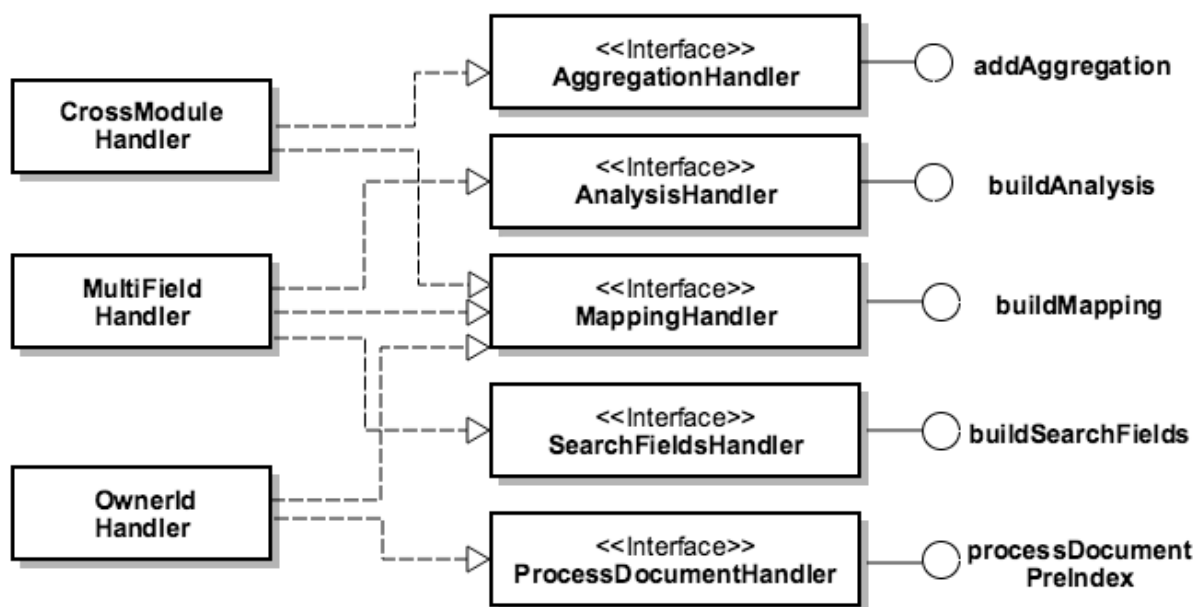 <<Interface>>
AggregationHandler
addAggregation
CrossModule
Handler
<<Interface>>
AnalysisHandler
buildAnalysis
MultiField
Handler
<<Interface>>
MappingHandler
buildMapping
<<Interface>>
SearchFieldsHandler
buildSearchFields
OwnerId
Handler
<<Interface>>
ProcessDocumentHandler
processDocument
PreIndex